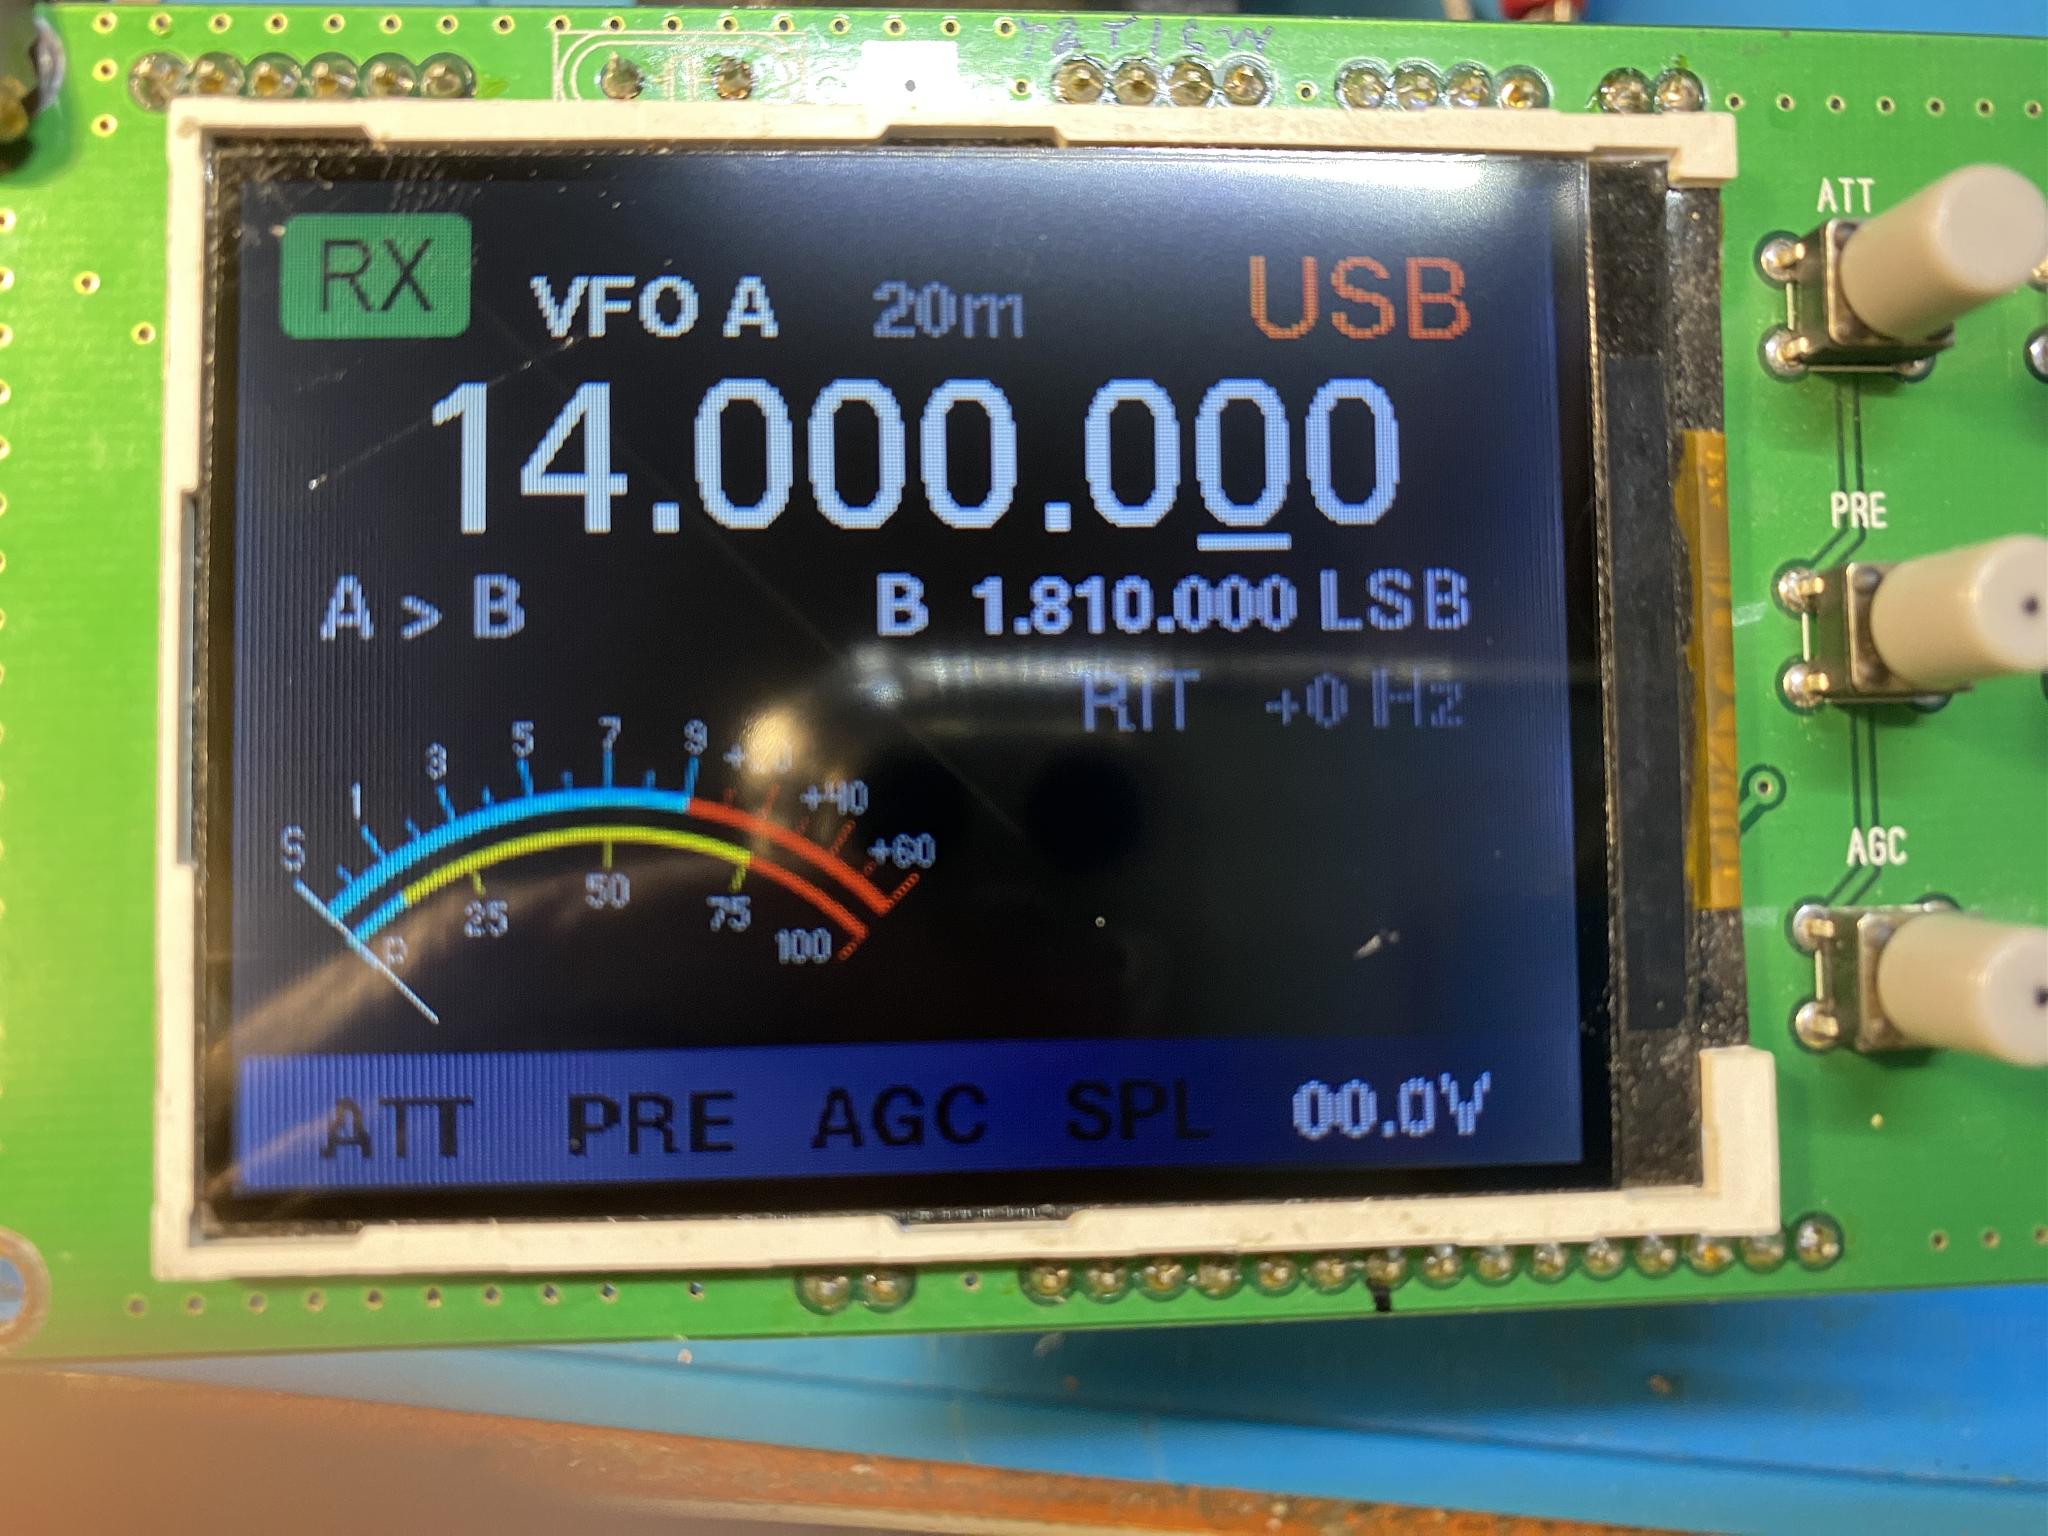 RX VFO A 20m USB
14.000.000
A > B B 1.810.000 LSB
RIT +0 Hz
S 1 3 5 7 9 +40 +60
P 25 50 75 100
ATT PRE AGC SPL 00.0V
ATT
PRE
AGC